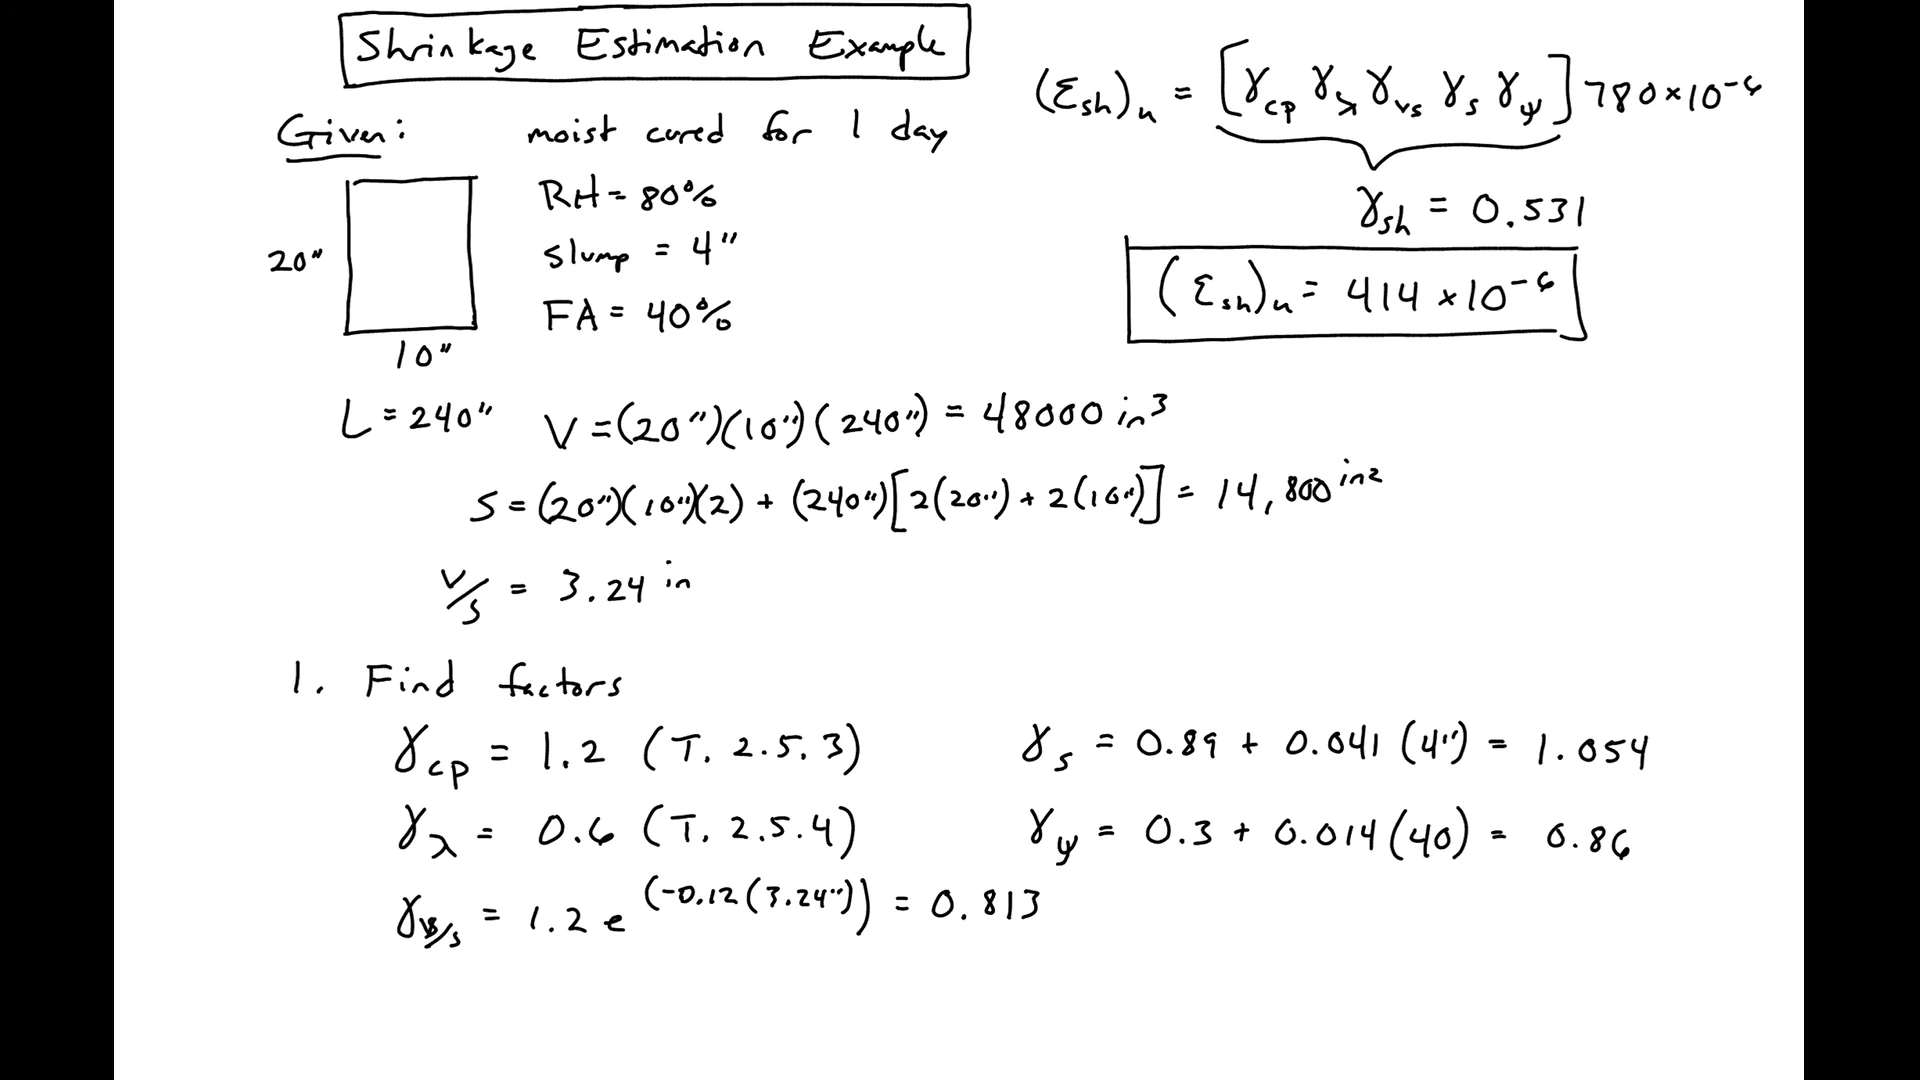 Shrinkage Estimation Example
Given: moist cured for 1 day
RH = 80%
slump = 4"
FA = 40%
20"
10"
(Ɛsh)u = [γcp γλ γvs γs γψ] 780×10⁻⁶
γsh = 0.531
(Ɛsh)u = 414 ×10⁻⁶
L = 240" V = (20")(10")(240") = 48000 in³
S = (20")(10")(2) + (240")[2(20") + 2(10")] = 14,800 in²
V/S = 3.24 in
1. Find factors
γcp = 1.2 (T. 2.5.3)
γλ = 0.6 (T. 2.5.4)
γV/S = 1.2 e^(-0.12(3.24")) = 0.813
γs = 0.89 + 0.041 (4") = 1.054
γψ = 0.3 + 0.014 (40) = 0.86